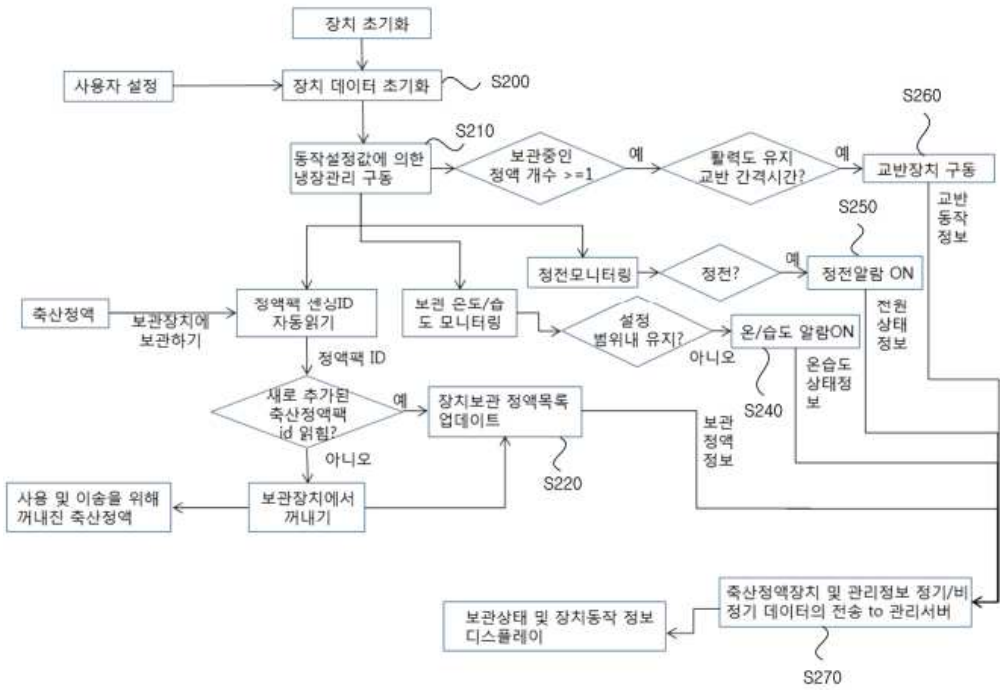 장치 초기화
사용자 설정
장치 데이터 초기화
S200
S210
동작설정값에 의한
냉장관리 구동
보관중인
정액 개수 >=1
예
활력도 유지
교반 간격시간?
예
S260
교반장치 구동
교반
동작
정보
S250
정전모니터링
정전?
예
정전알람 ON
전원
상태
정보
축산정액
보관장치에
보관하기
정액팩 센싱ID
자동읽기
보관 온도/습
도 모니터링
설정
범위내 유지?
아니오
온/습도 알람ON
S240
온습도
상태정
보
정액팩 ID
새로 추가된
축산정액팩
id 읽힘?
예
장치보관 정액목록
업데이트
S220
보관
정액
정보
아니오
사용 및 이송을 위해
꺼내진 축산정액
보관장치에서
꺼내기
축산정액장치 및 관리정보 정기/비
정기 데이터의 전송 to 관리서버
S270
보관상태 및 장치동작 정보
디스플레이